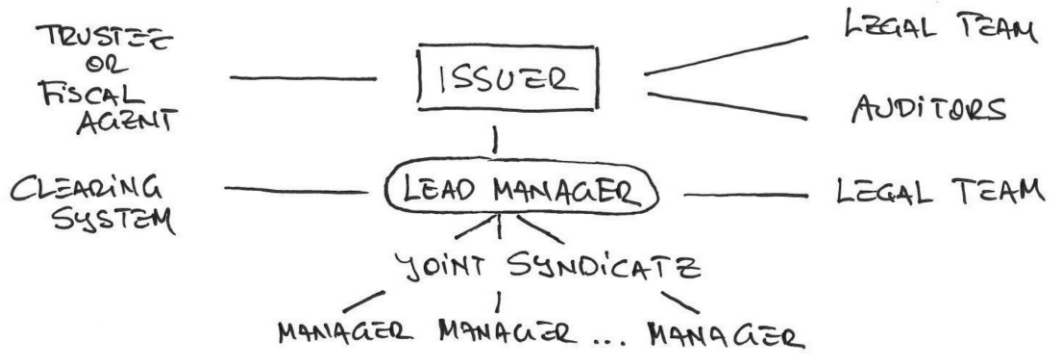 TRUSTEE
OR
FISCAL
AGENT
ISSUER
LEGAL TEAM
AUDITORS
CLEARING
SYSTEM
LEAD MANAGER
LEGAL TEAM
JOINT SYNDICATE
MANAGER MANAGER ... MANAGER